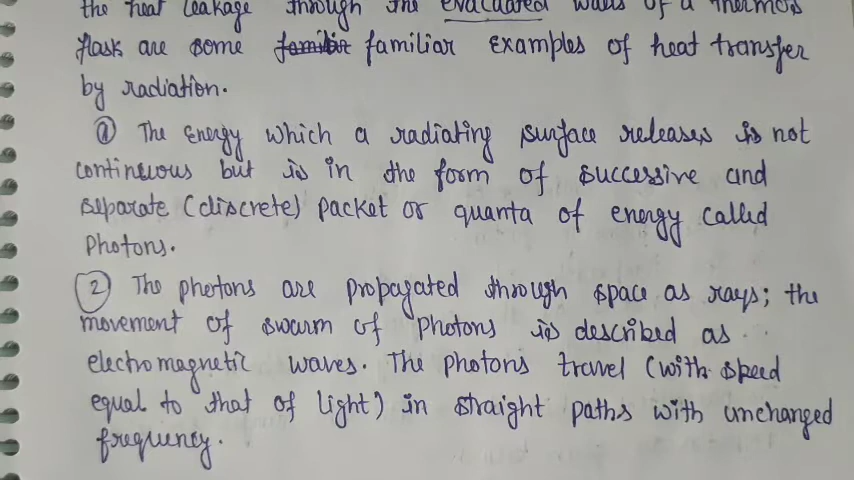 the heat leakage through the evacuated walls of a thermos
flask are some familiar familiar examples of heat transfer
by radiation.
① The Energy which a radiating surface releases is not
continuous but is in the form of successive and
separate (discrete) packet or quanta of energy called
Photons.
② The photons are propagated through space as rays; the
movement of swarm of photons is described as
electromagnetic waves. The photons travel (with speed
equal to that of light) in straight paths with unchanged
frequency.